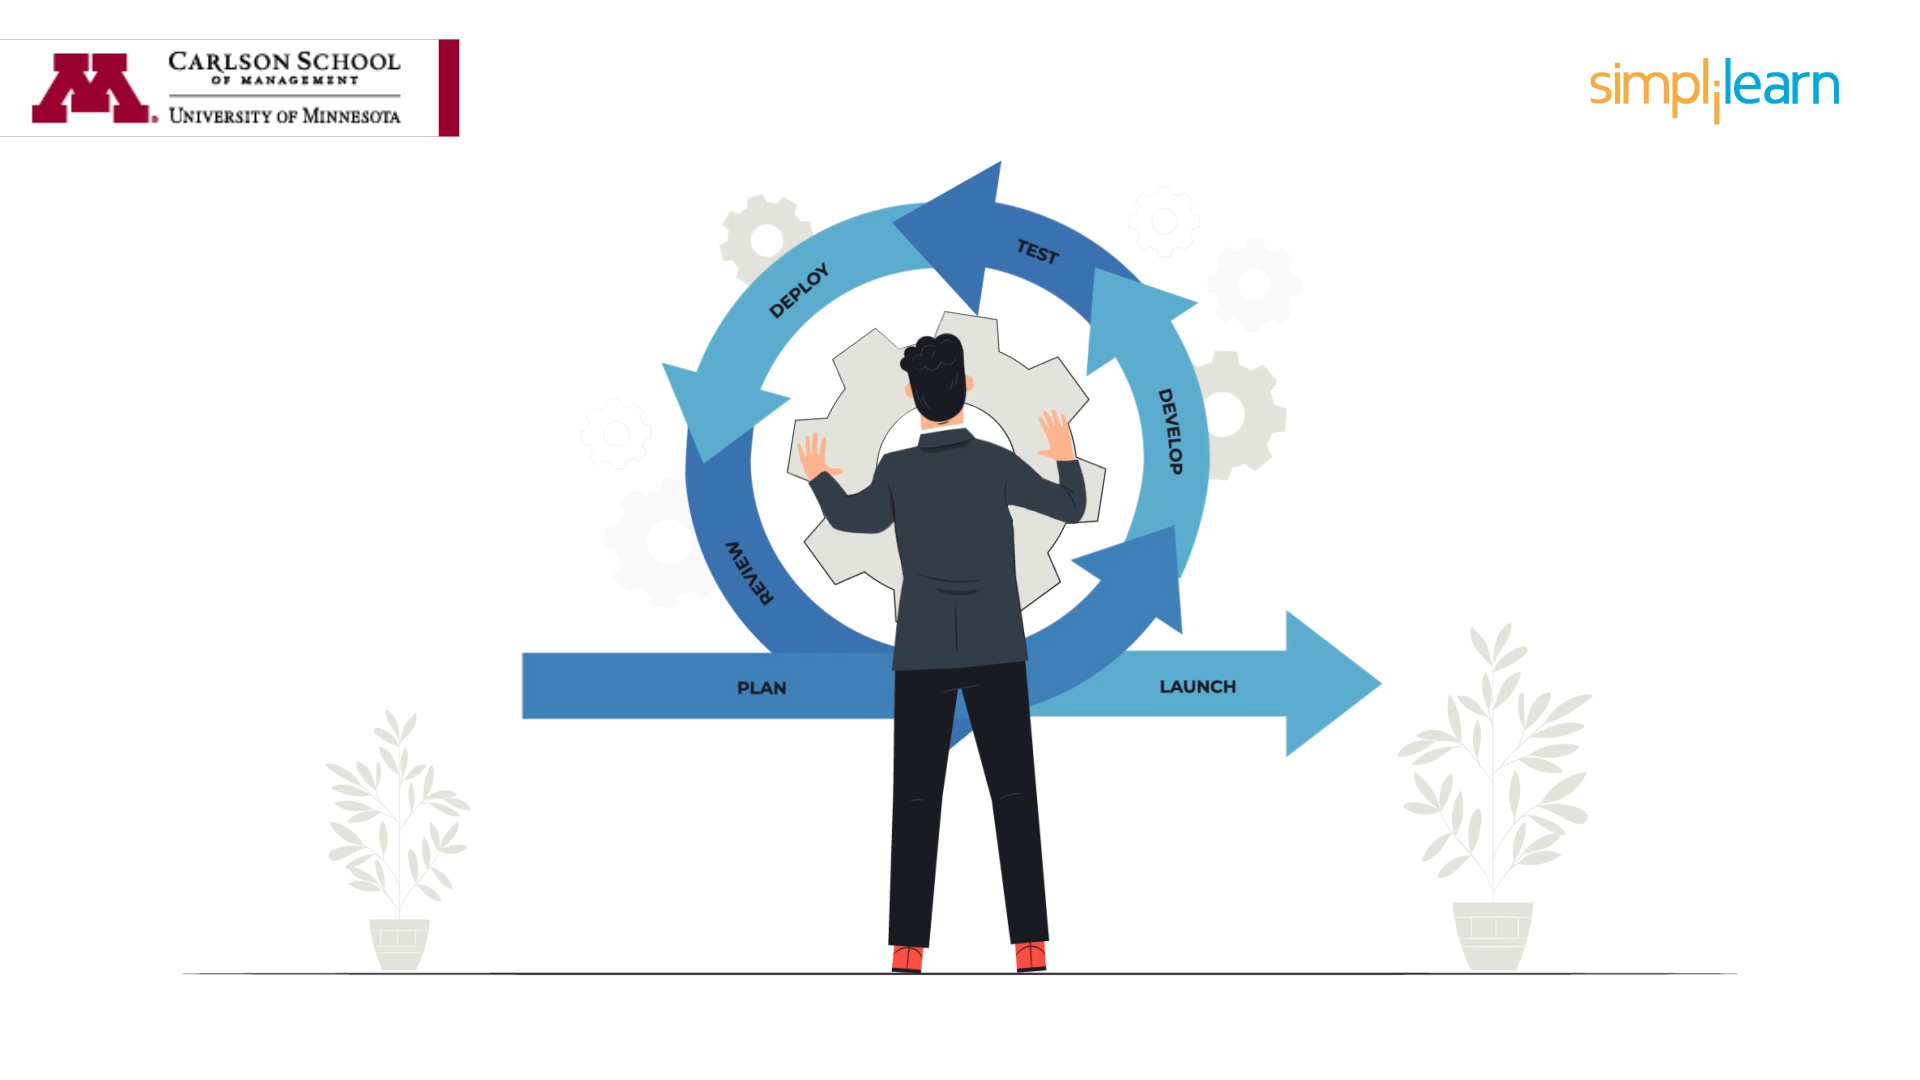 CARLSON SCHOOL
OF MANAGEMENT
UNIVERSITY OF MINNESOTA
simplilearn
TEST
DEPLOY
DEVELOP
REVIEW
PLAN
LAUNCH